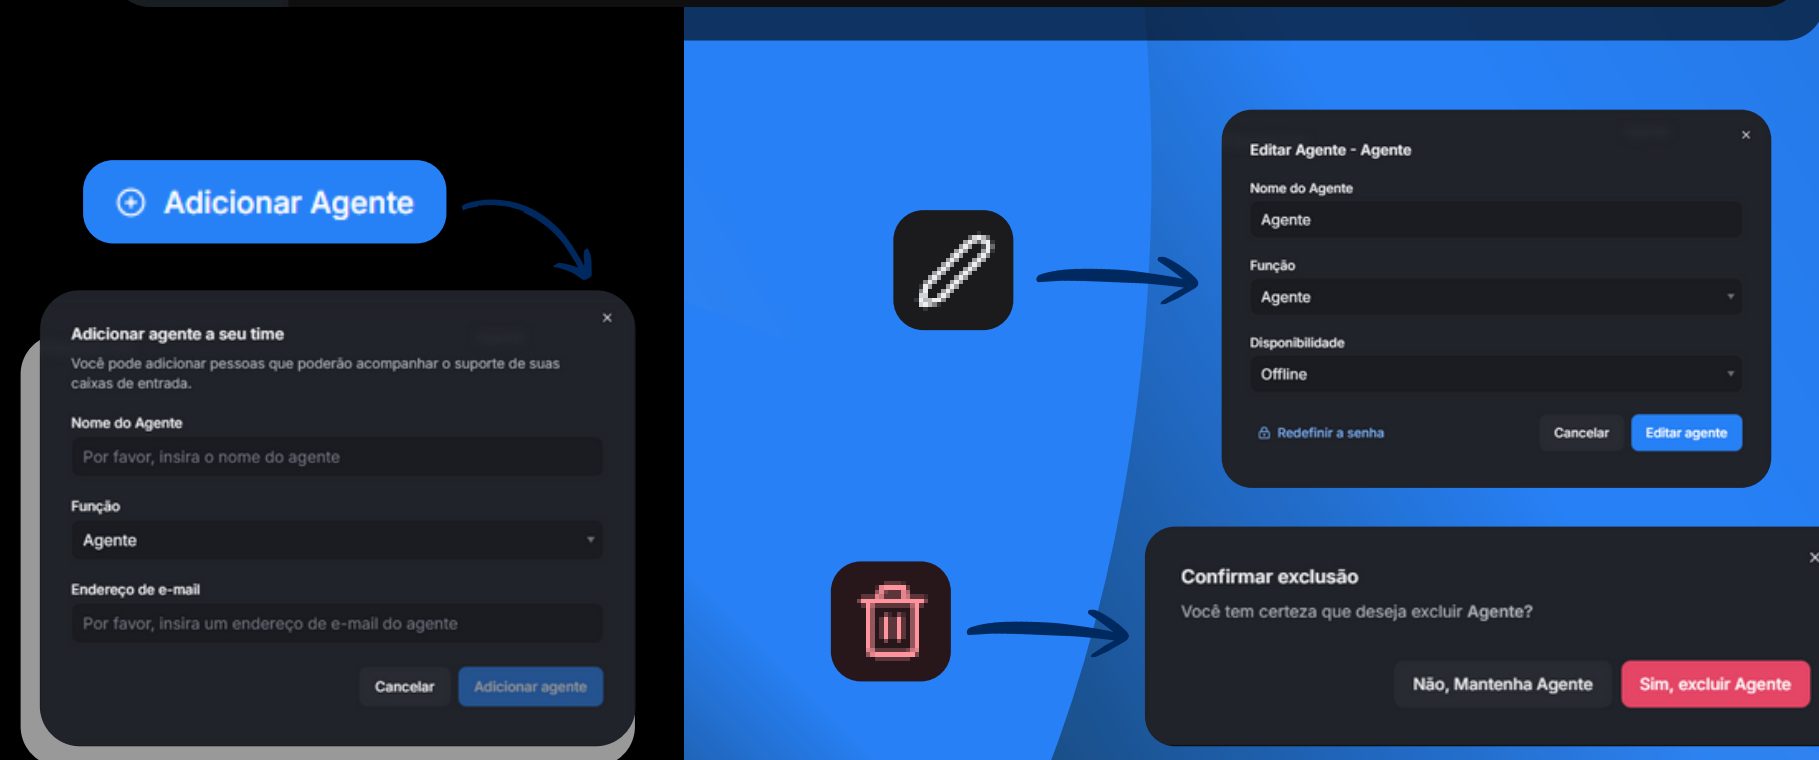 Adicionar Agente
Adicionar agente a seu time
Você pode adicionar pessoas que poderão acompanhar o suporte de suas
caixas de entrada.
Nome do Agente
Por favor, insira o nome do agente
Função
Agente
Endereço de e-mail
Por favor, insira um endereço de e-mail do agente
Cancelar
Adicionar agente
Editar Agente - Agente
Nome do Agente
Agente
Função
Agente
Disponibilidade
Offline
Redefinir a senha
Cancelar
Editar agente
Confirmar exclusão
Você tem certeza que deseja excluir Agente?
Não, Mantenha Agente
Sim, excluir Agente